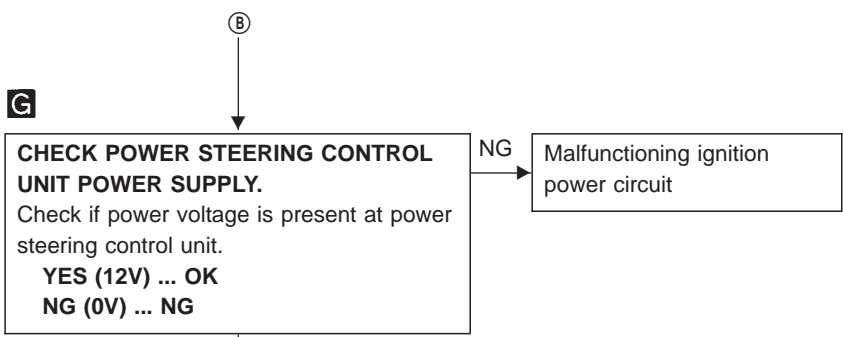 Ⓑ
G
CHECK POWER STEERING CONTROL
UNIT POWER SUPPLY.
Check if power voltage is present at power
steering control unit.
YES (12V) ... OK
NG (0V) ... NG
NG
Malfunctioning ignition
power circuit